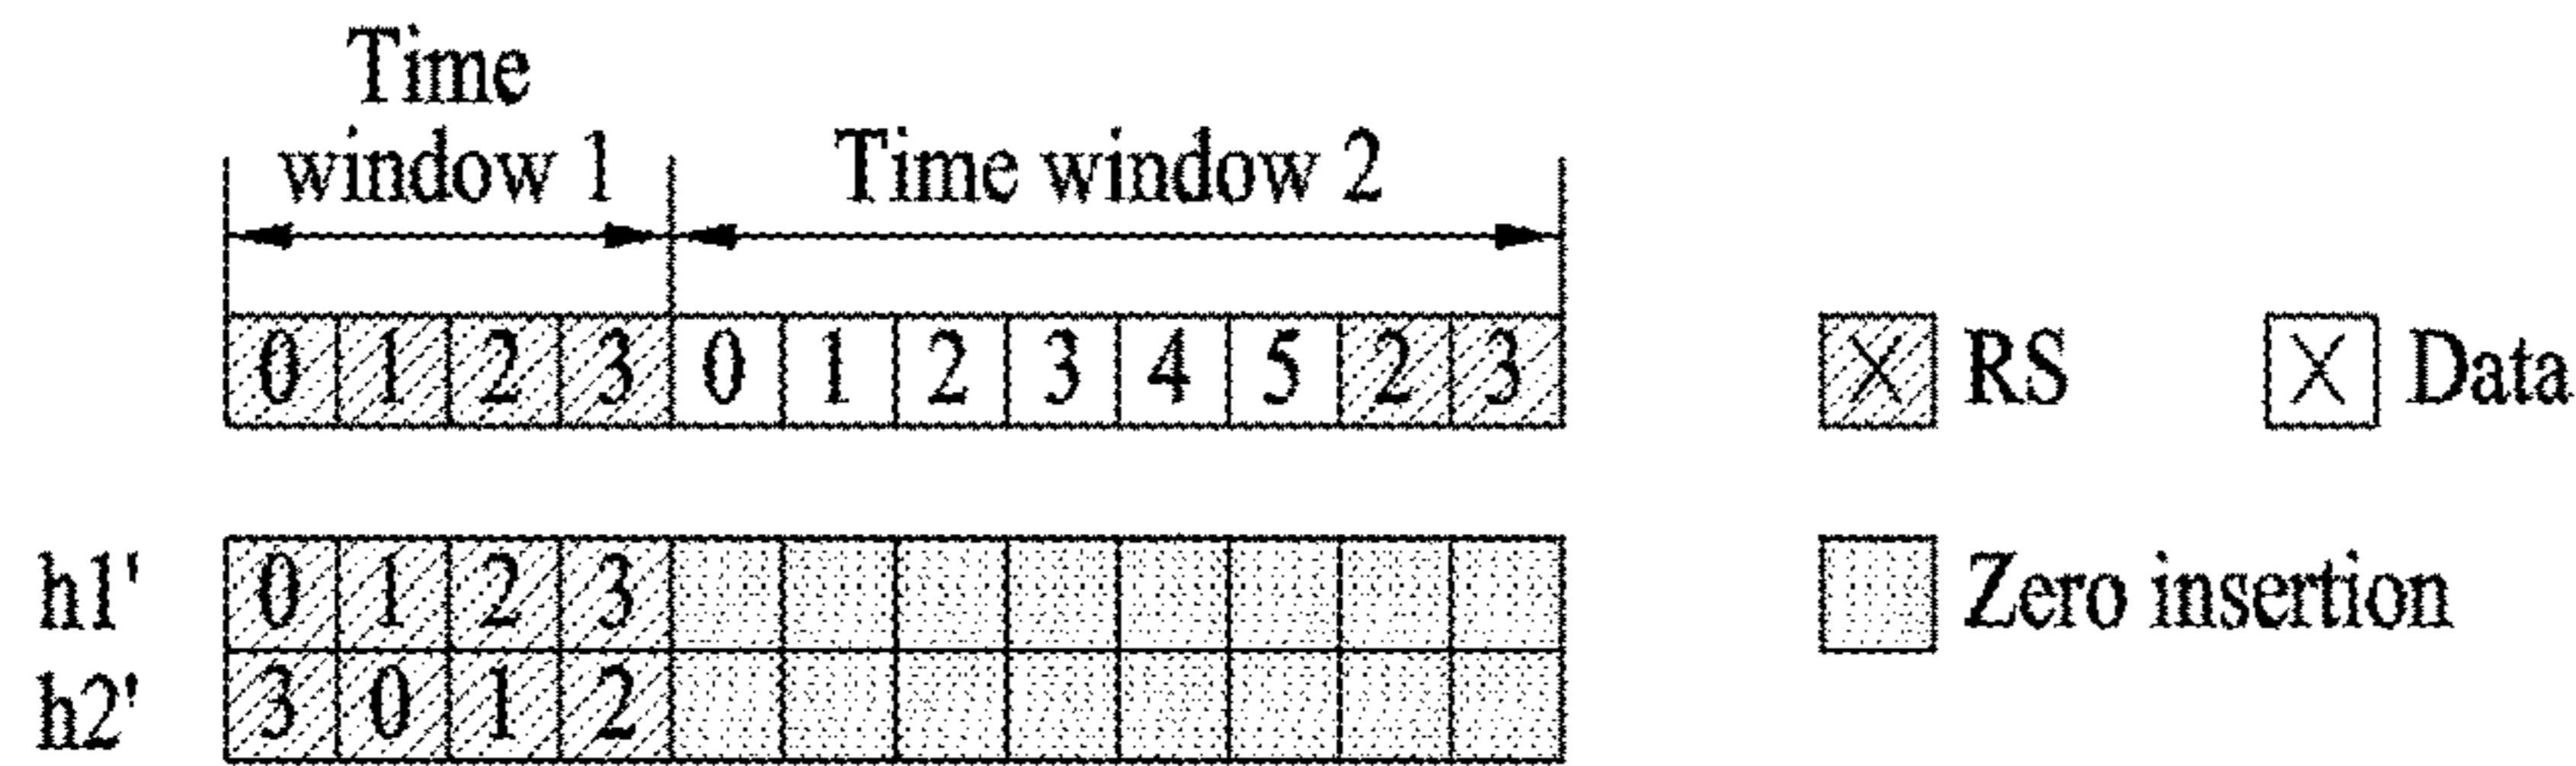 Time
window 1 Time window 2
0 1 2 3 0 1 2 3 4 5 2 3 X RS X Data
h1' 0 1 2 3 Zero insertion
h2' 3 0 1 2